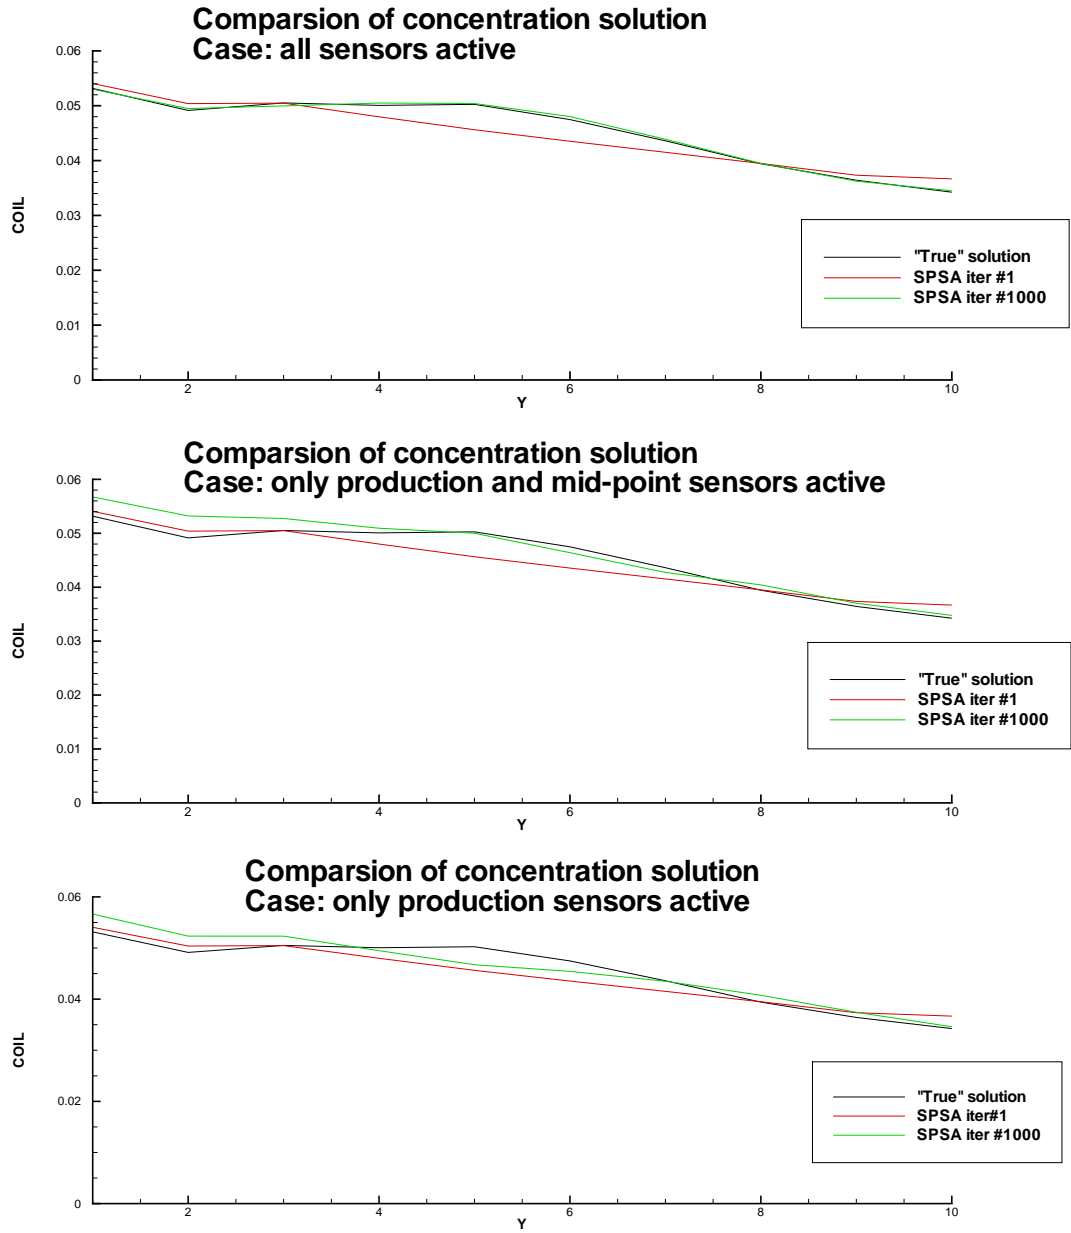 Comparsion of concentration solution
Case: all sensors active
0.06
0.05
0.04
0.03
0.02
0.01
0
COIL
2
4
6
8
10
Y
"True" solution
SPSA iter #1
SPSA iter #1000
Comparsion of concentration solution
Case: only production and mid-point sensors active
0.06
0.05
0.04
0.03
0.02
0.01
0
COIL
2
4
6
8
10
Y
"True" solution
SPSA iter #1
SPSA iter #1000
Comparsion of concentration solution
Case: only production sensors active
0.06
0.04
0.02
0
COIL
2
4
6
8
10
Y
"True" solution
SPSA iter#1
SPSA iter #1000